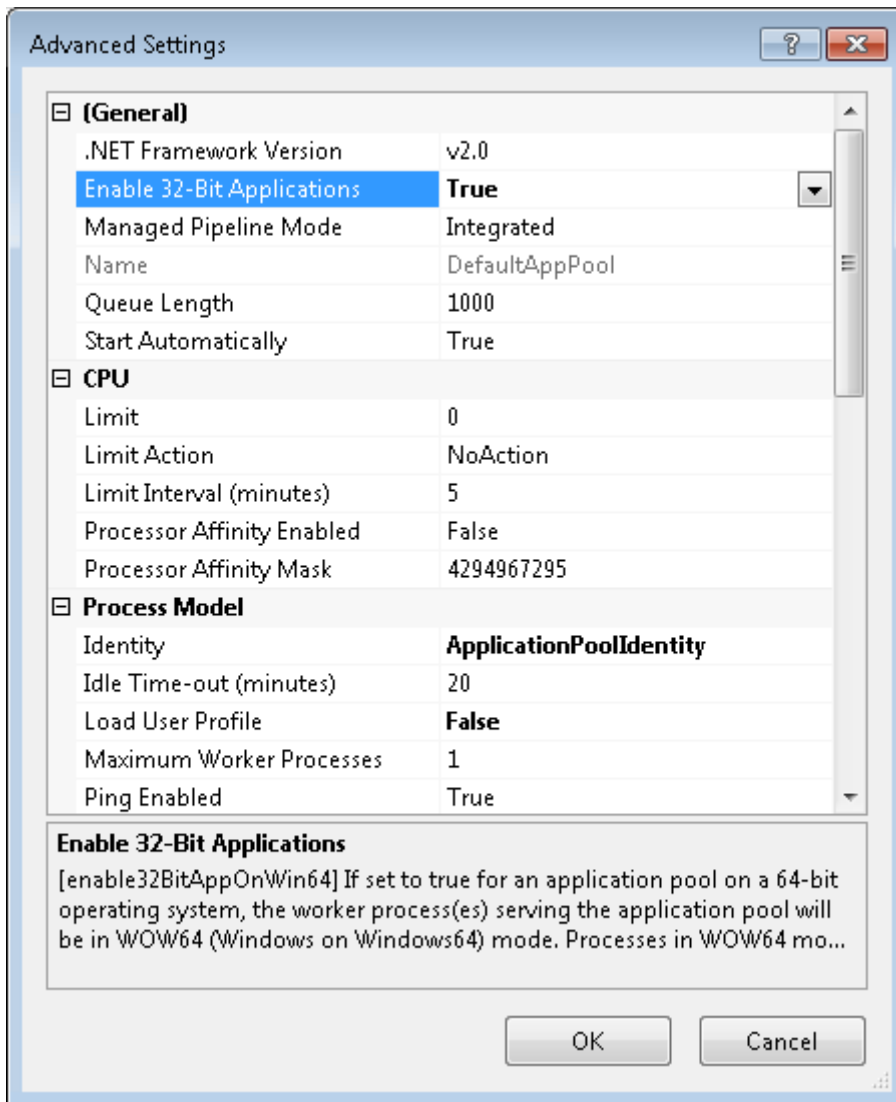 Advanced Settings
(General)
.NET Framework Version v2.0
Enable 32-Bit Applications True
Managed Pipeline Mode Integrated
Name DefaultAppPool
Queue Length 1000
Start Automatically True
CPU
Limit 0
Limit Action NoAction
Limit Interval (minutes) 5
Processor Affinity Enabled False
Processor Affinity Mask 4294967295
Process Model
Identity ApplicationPoolIdentity
Idle Time-out (minutes) 20
Load User Profile False
Maximum Worker Processes 1
Ping Enabled True
Enable 32-Bit Applications
[enable32BitAppOnWin64] If set to true for an application pool on a 64-bit
operating system, the worker process(es) serving the application pool will
be in WOW64 (Windows on Windows64) mode. Processes in WOW64 mo...
OK Cancel